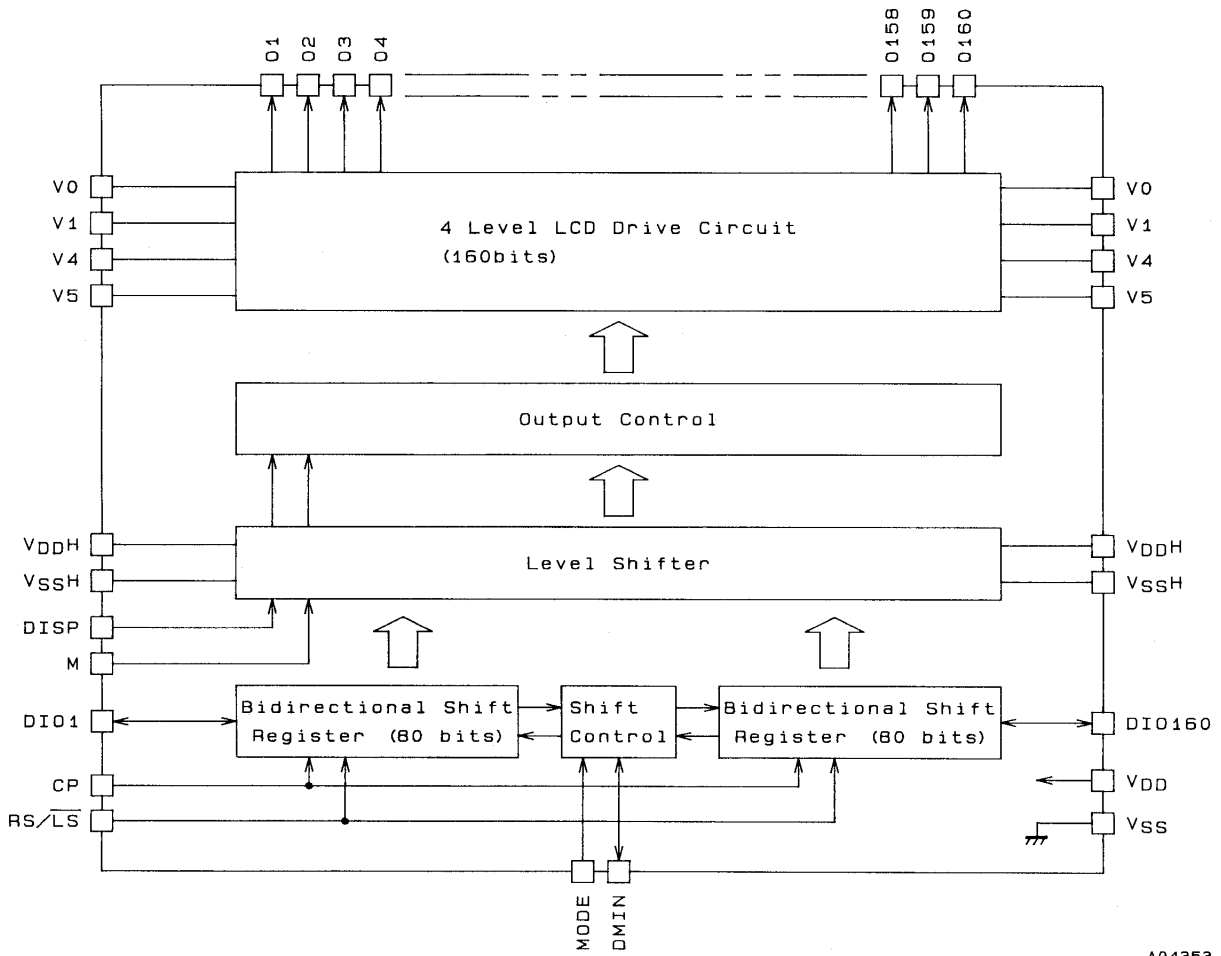 O1
O2
O3
O4
O158
O159
O160
V0
V1
V4
V5
V0
V1
V4
V5
4 Level LCD Drive Circuit
(160bits)
Output Control
VDDH
VSSH
DISP
M
Level Shifter
VDDH
VSSH
DIO1
Bidirectional Shift
Register (80 bits)
Shift
Control
Bidirectional Shift
Register (80 bits)
DIO160
CP
RS/L̅S̅
VDD
VSS
MODE
DMIN